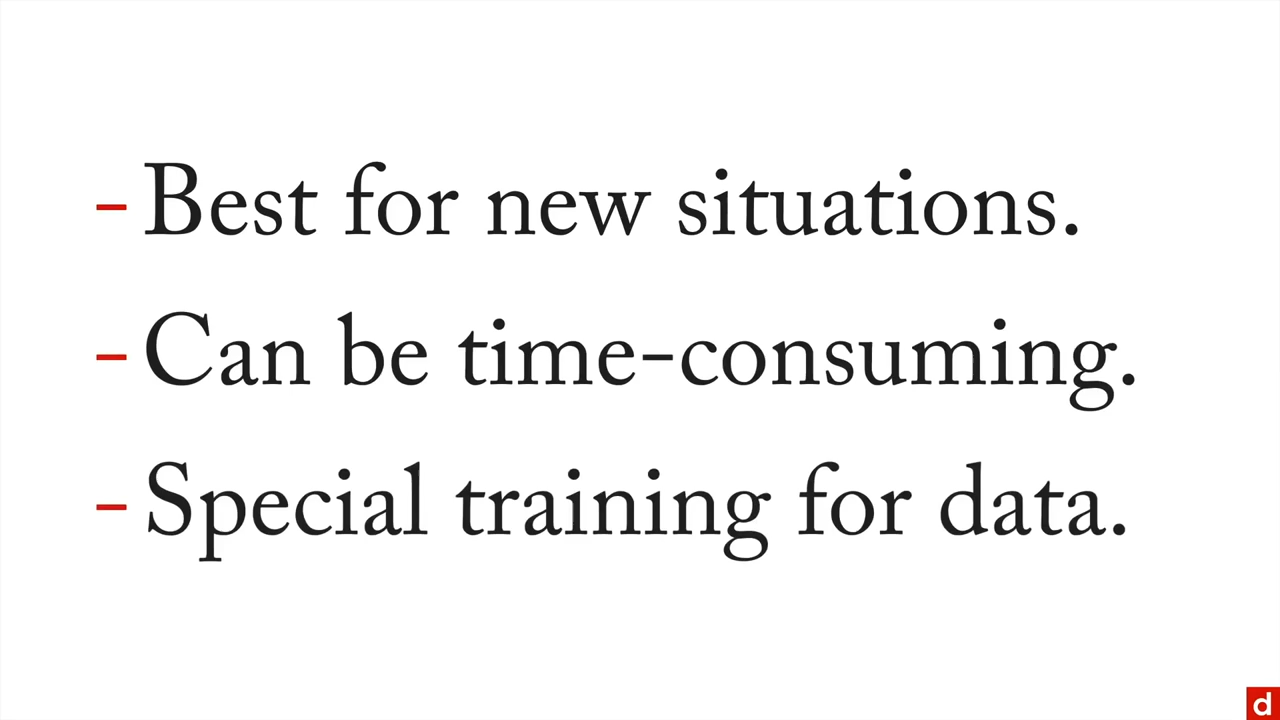 - Best for new situations.
- Can be time-consuming.
- Special training for data.
d